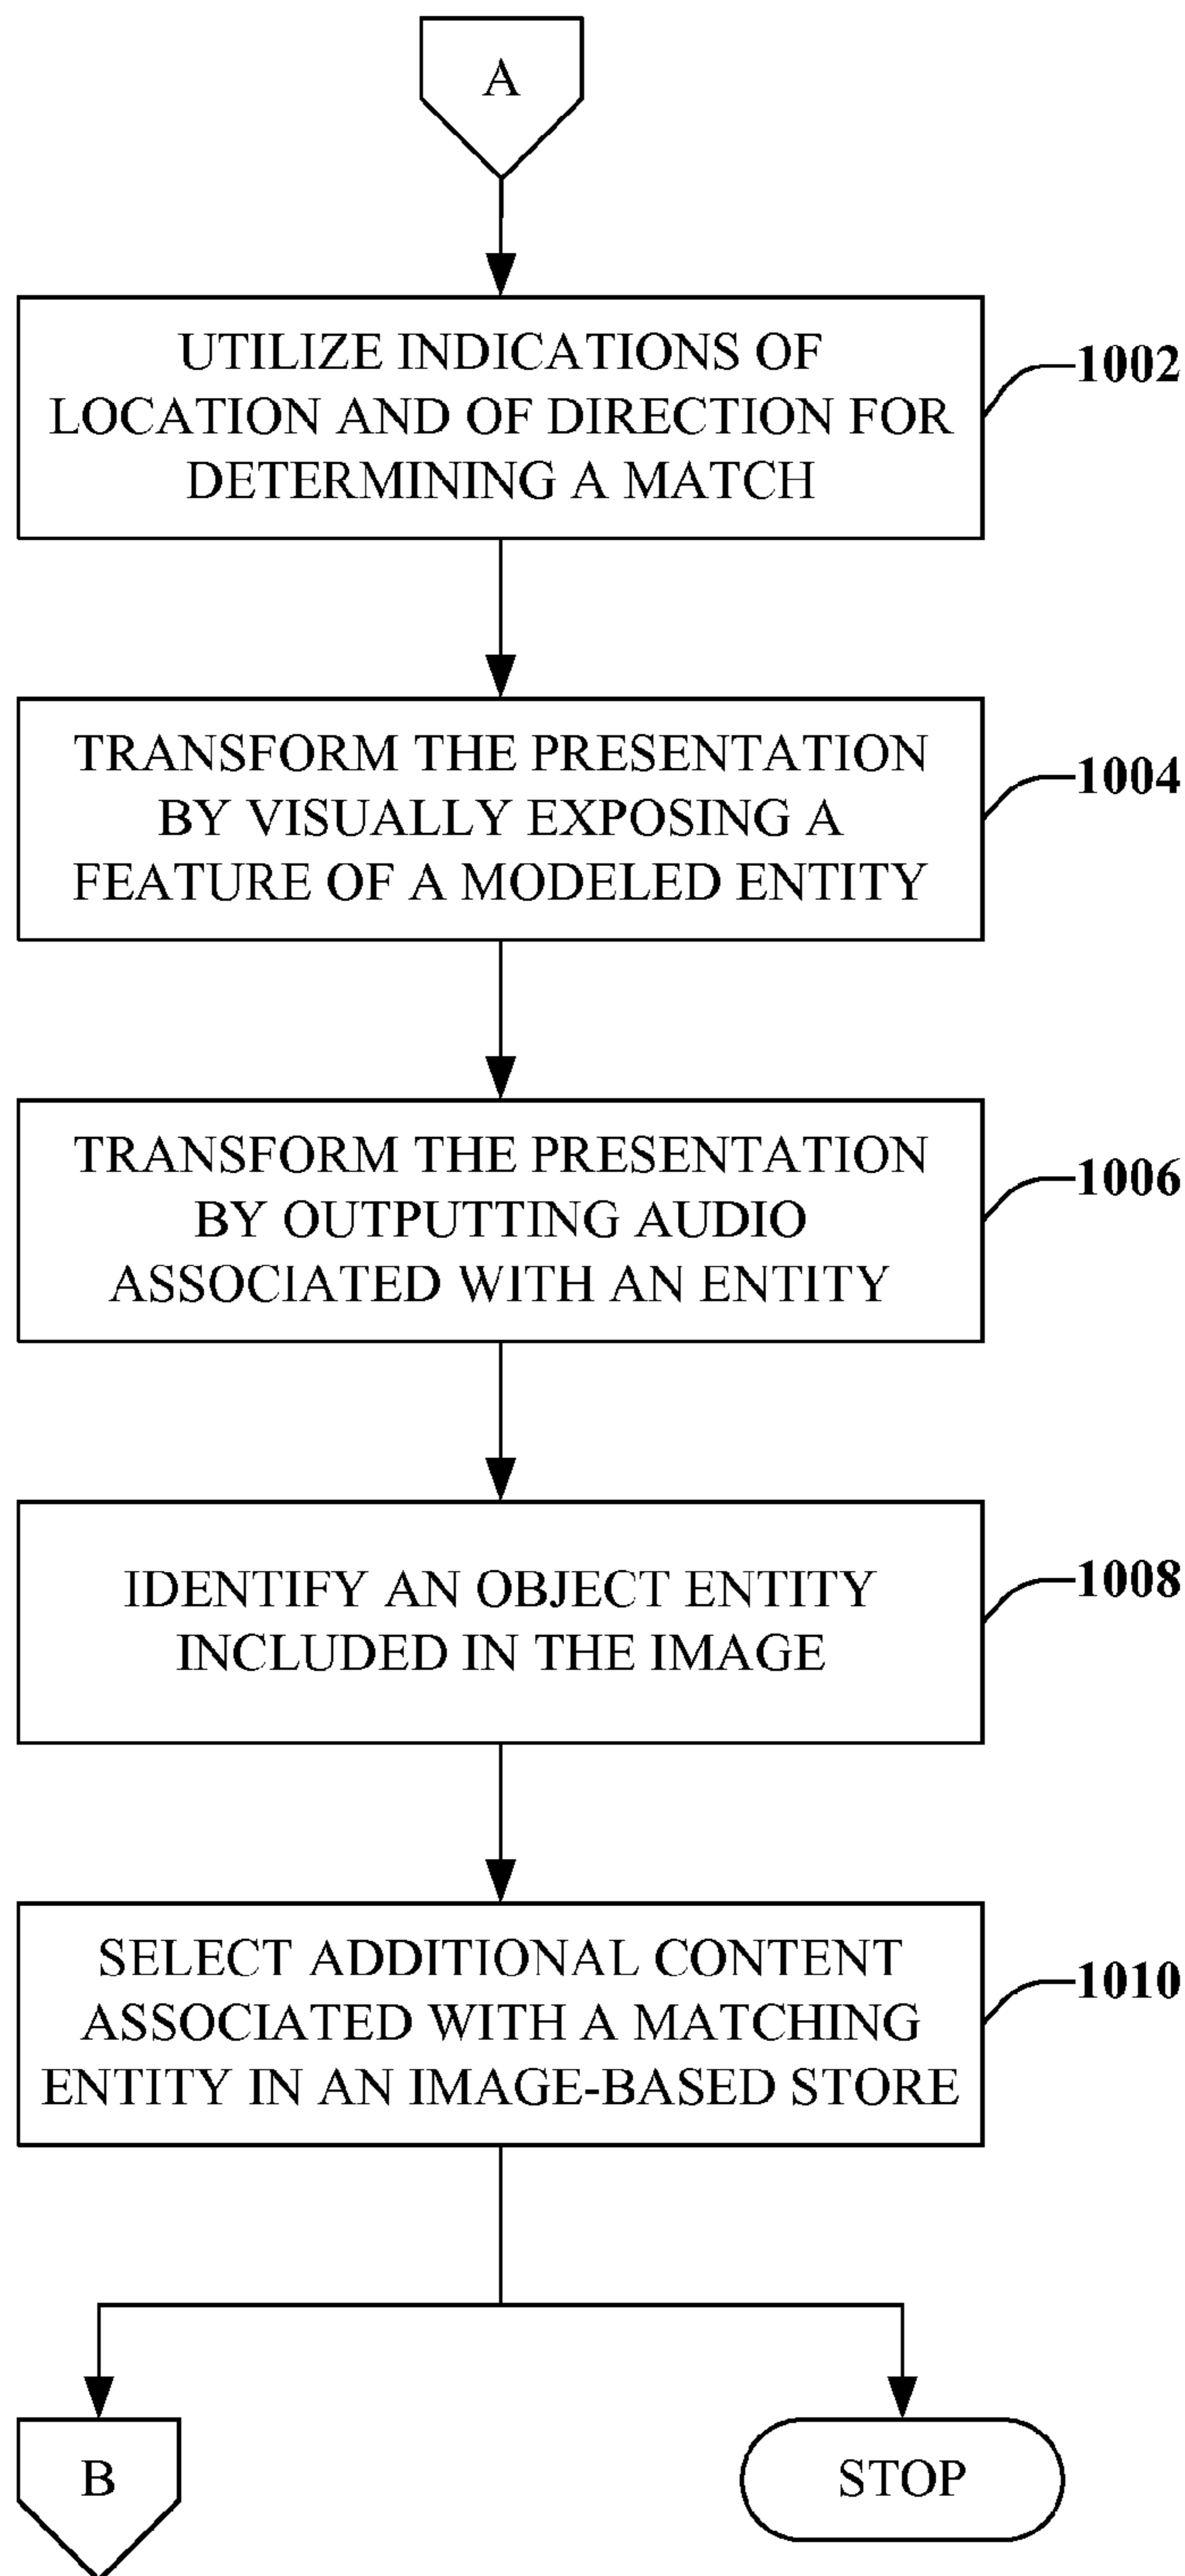 A
UTILIZE INDICATIONS OF
LOCATION AND OF DIRECTION FOR
DETERMINING A MATCH
1002
TRANSFORM THE PRESENTATION
BY VISUALLY EXPOSING A
FEATURE OF A MODELED ENTITY
1004
TRANSFORM THE PRESENTATION
BY OUTPUTTING AUDIO
ASSOCIATED WITH AN ENTITY
1006
IDENTIFY AN OBJECT ENTITY
INCLUDED IN THE IMAGE
1008
SELECT ADDITIONAL CONTENT
ASSOCIATED WITH A MATCHING
ENTITY IN AN IMAGE-BASED STORE
1010
B
STOP